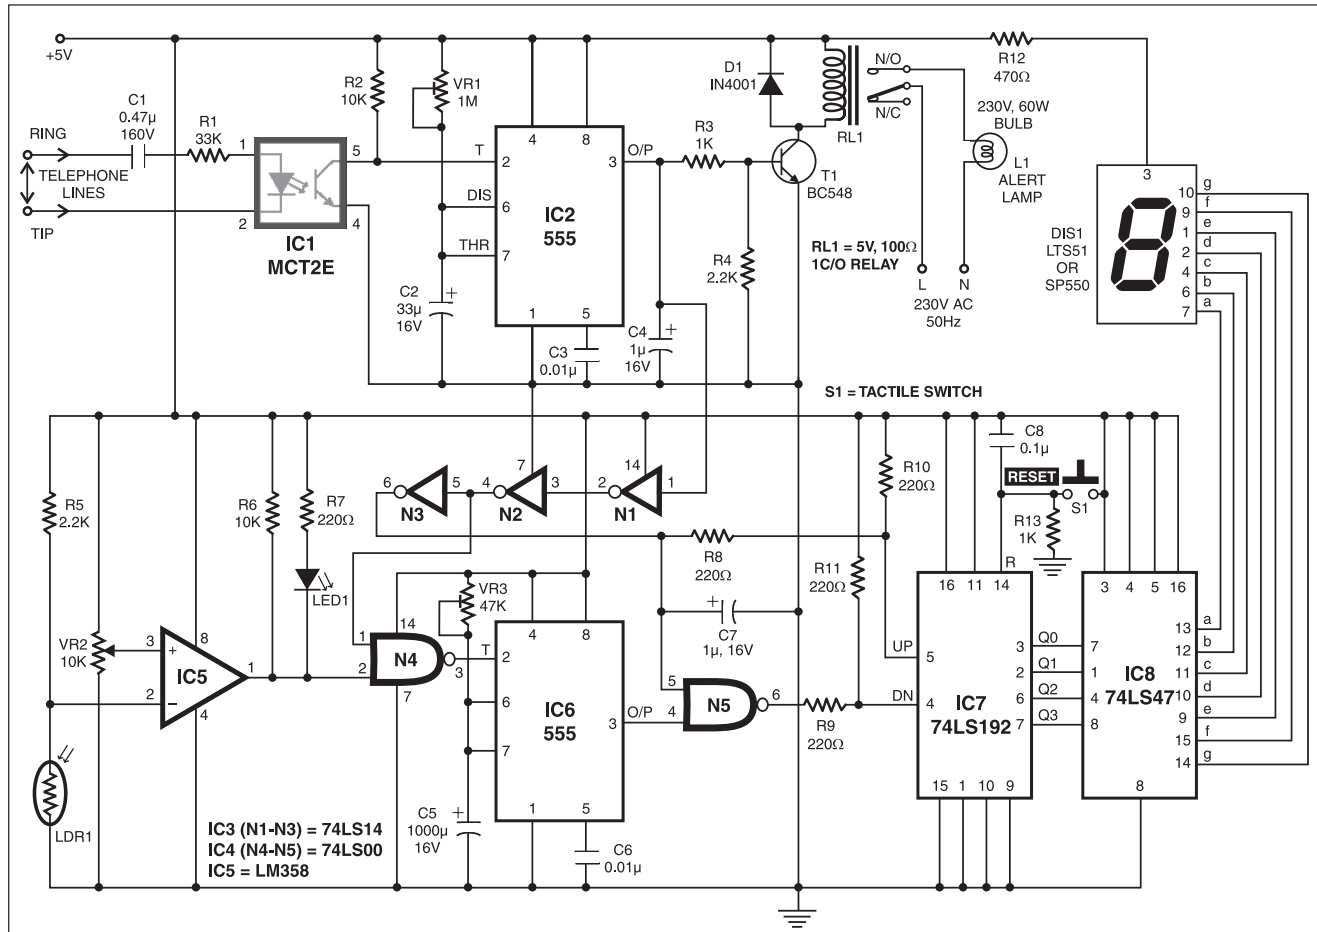 +5V
C1
0.47µ
160V
R1
33K
RING
TELEPHONE
LINES
TIP
1
2
5
4
IC1
MCT2E
R2
10K
VR1
1M
T
DIS
THR
2
6
7
4
8
3
IC2
555
1
5
C2
33µ
16V
+
C3
0.01µ
O/P
R3
1K
R4
2.2K
C4
1µ
16V
+
D1
IN4001
T1
BC548
RL1
N/O
N/C
RL1 = 5V, 100Ω
1C/O RELAY
R12
470Ω
230V, 60W
BULB
L1
ALERT
LAMP
L
N
230V AC
50Hz
3
DIS1
LTS51
OR
SP550
10
9
1
2
4
6
7
g
f
e
d
c
b
a
S1 = TACTILE SWITCH
R5
2.2K
VR2
10K
LDR1
3
2
+
−
8
4
1
IC5
R6
10K
R7
220Ω
LED1
6
5
N3
4
7
3
N2
2
14
1
N1
R8
220Ω
C7
1µ, 16V
+
R10
220Ω
R11
220Ω
1
2
14
7
3
N4
VR3
47K
T
2
6
7
4
8
3
IC6
555
1
5
O/P
C5
1000µ
16V
+
C6
0.01µ
5
4
6
N5
R9
220Ω
C8
0.1µ
RESET
S1
R13
1K
R
16
11
14
UP
5
DN
4
IC7
74LS192
3
2
6
7
Q0
Q1
Q2
Q3
15
1
10
9
3
4
5
16
7
1
4
8
IC8
74LS47
13
12
11
10
9
15
14
a
b
c
d
e
f
g
8
IC3 (N1-N3) = 74LS14
IC4 (N4-N5) = 74LS00
IC5 = LM358